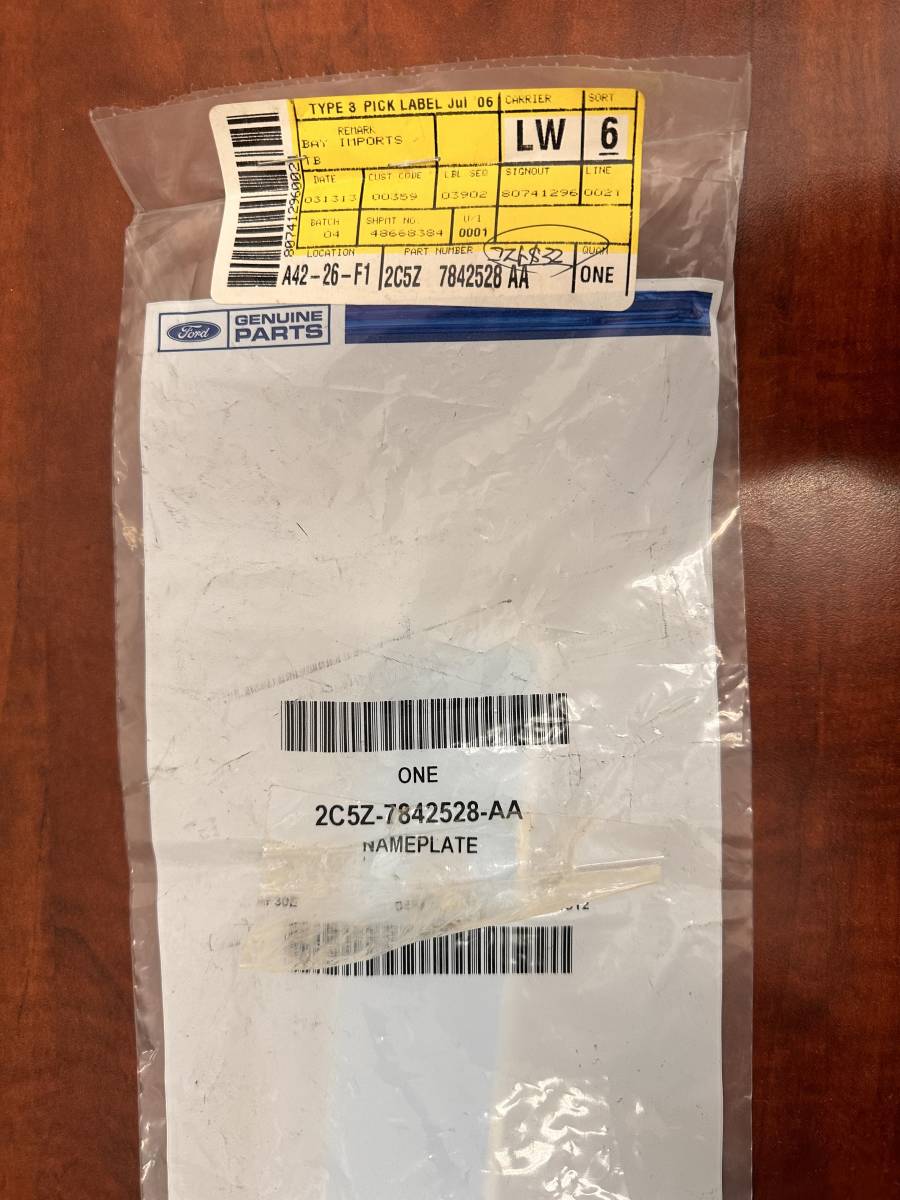 TYPE 3 PICK LABEL Jul 06 CARRIER SORT
REMARK
BAY IMPORTS
TB
LW 6
DATE CUST CODE LBL SEQ SIGNOUT LINE
031313 00359 03902 80741296 0021
BATCH SHPMT NO. U/I
04 48668384 0001
LOCATION PART NUMBER QUAN
A42-26-F1 2C5Z 7842528 AA ONE
807412960021
Ford GENUINE
PARTS
ONE
2C5Z-7842528-AA
NAMEPLATE